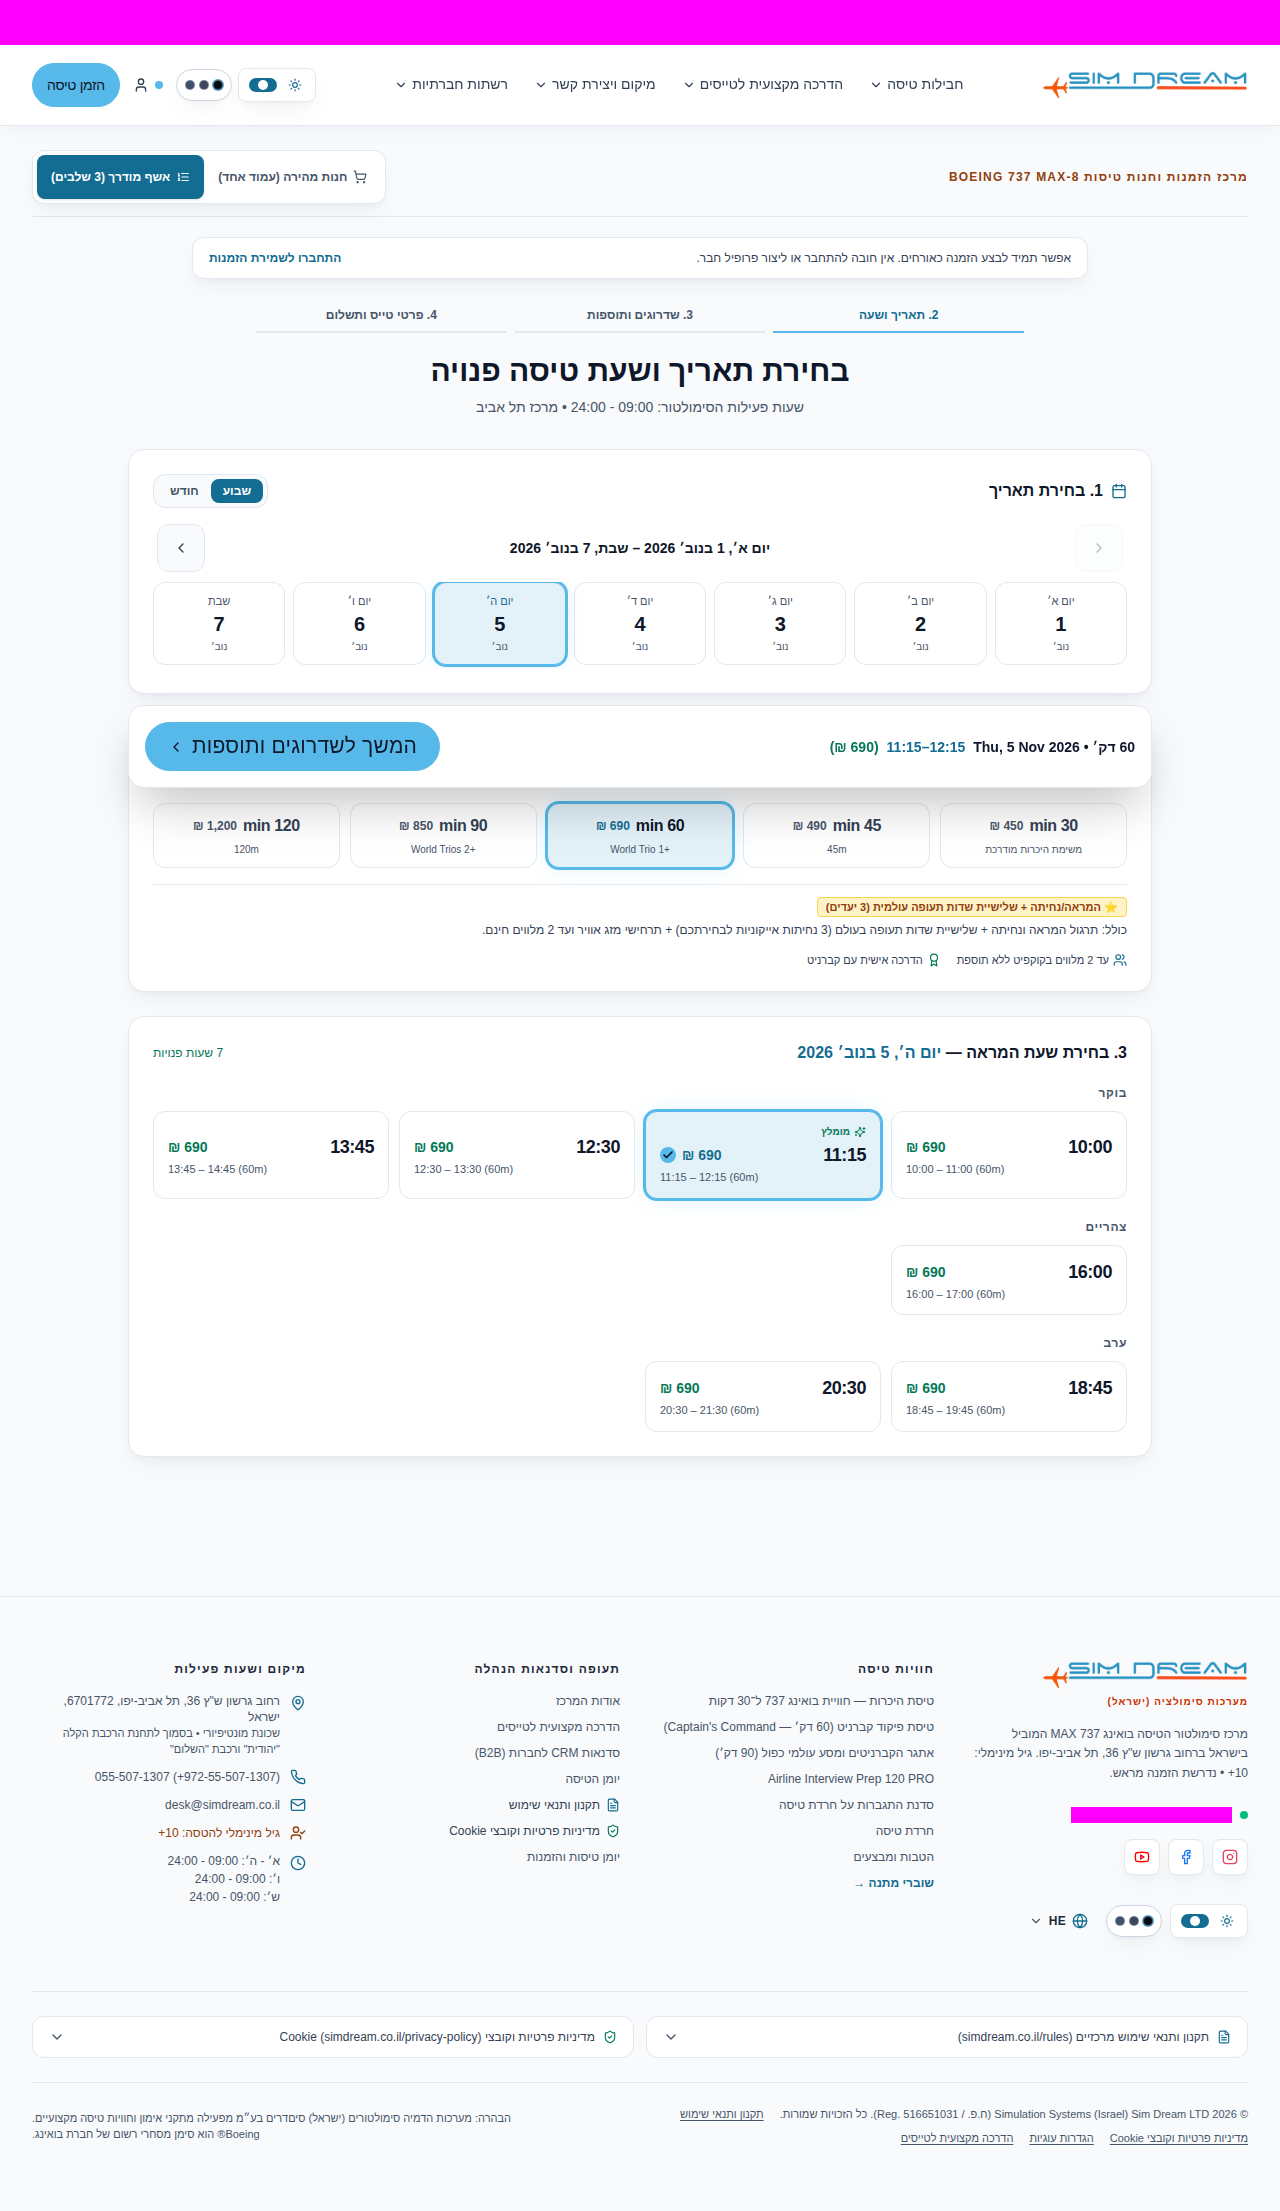 SIM DREAM
חבילות טיסה
הדרכה מקצועית לטייסים
מיקום ויצירת קשר
רשתות חברתיות
הזמן טיסה
מרכז הזמנות וחנות טיסות BOEING 737 MAX-8
חנות מהירה (עמוד אחד)
אשף מודרך (3 שלבים)
אפשר תמיד לבצע הזמנה כאורחים. אין חובה להתחבר או ליצור פרופיל חבר.
התחברו לשמירת הזמנות
2. תאריך ושעה
3. שדרוגים ותוספות
4. פרטי טייס ותשלום
בחירת תאריך ושעת טיסה פנויה
שעות פעילות הסימולטור: 09:00 - 24:00 • מרכז תל אביב
1. בחירת תאריך
שבוע
חודש
יום א׳, 1 בנוב׳ 2026 – שבת, 7 בנוב׳ 2026
יום א׳
1
נוב׳
יום ב׳
2
נוב׳
יום ג׳
3
נוב׳
יום ד׳
4
נוב׳
יום ה׳
5
נוב׳
יום ו׳
6
נוב׳
שבת
7
נוב׳
60 דק׳ • Thu, 5 Nov 2026 11:15–12:15 (690 ₪)
המשך לשדרוגים ותוספות
30 min 450 ₪
משימת היכרות מודרכת
45 min 490 ₪
45m
60 min 690 ₪
World Trio +1
90 min 850 ₪
World Trios +2
120 min 1,200 ₪
120m
⭐ המראה/נחיתה + שלישיית שדות תעופה עולמית (3 יעדים)
כולל: תרגול המראה ונחיתה + שלישיית שדות תעופה בעולם (3 נחיתות אייקוניות לבחירתכם) + תרחישי מזג אוויר ועד 2 מלווים חינם.
עד 2 מלווים בקוקפיט ללא תוספת
הדרכה אישית עם קברניט
3. בחירת שעת המראה — יום ה׳, 5 בנוב׳ 2026
7 שעות פנויות
בוקר
10:00
690 ₪
10:00 – 11:00 (60m)
מומלץ
11:15
690 ₪
11:15 – 12:15 (60m)
12:30
690 ₪
12:30 – 13:30 (60m)
13:45
690 ₪
13:45 – 14:45 (60m)
צהריים
16:00
690 ₪
16:00 – 17:00 (60m)
ערב
18:45
690 ₪
18:45 – 19:45 (60m)
20:30
690 ₪
20:30 – 21:30 (60m)
SIM DREAM
מערכות סימולציה (ישראל)
מרכז סימולטור הטיסה בואינג 737 MAX המוביל
בישראל ברחוב גרשון ש"ץ 36, תל אביב-יפו. גיל מינימלי:
10+ • נדרשת הזמנה מראש.
HE
חוויות טיסה
טיסת היכרות — חוויית בואינג 737 ל־30 דקות
טיסת פיקוד קברניט (60 דק׳ — Captain's Command)
אתגר הקברניטים ומסע עולמי כפול (90 דק׳)
Airline Interview Prep 120 PRO
סדנת התגברות על חרדת טיסה
חרדת טיסה
הטבות ומבצעים
שוברי מתנה →
תעופה וסדנאות הנהלה
אודות המרכז
הדרכה מקצועית לטייסים
סדנאות CRM לחברות (B2B)
יומן הטיסה
תקנון ותנאי שימוש
מדיניות פרטיות וקובצי Cookie
יומן טיסות והזמנות
מיקום ושעות פעילות
רחוב גרשון ש"ץ 36, תל אביב-יפו, 6701772,
ישראל
שכונת מונטיפיורי • בסמוך לתחנת הרכבת הקלה
"יהודית" ורכבת "השלום"
055-507-1307 (+972-55-507-1307)
desk@simdream.co.il
גיל מינימלי להטסה: 10+
א׳ - ה׳: 09:00 - 24:00
ו׳: 09:00 - 24:00
ש׳: 09:00 - 24:00
תקנון ותנאי שימוש מרכזיים (simdream.co.il/rules)
מדיניות פרטיות וקובצי Cookie (simdream.co.il/privacy-policy)
© 2026 Simulation Systems (Israel) Sim Dream LTD (ח.פ. / Reg. 516651031). כל הזכויות שמורות.
תקנון ותנאי שימוש
מדיניות פרטיות וקובצי Cookie
הגדרות עוגיות
הדרכה מקצועית לטייסים
הבהרה: מערכות הדמיה סימולטורים (ישראל) סימדרים בע״מ מפעילה מתקני אימון וחוויות טיסה מקצועיים.
Boeing® הוא סימן מסחרי רשום של חברת בואינג.